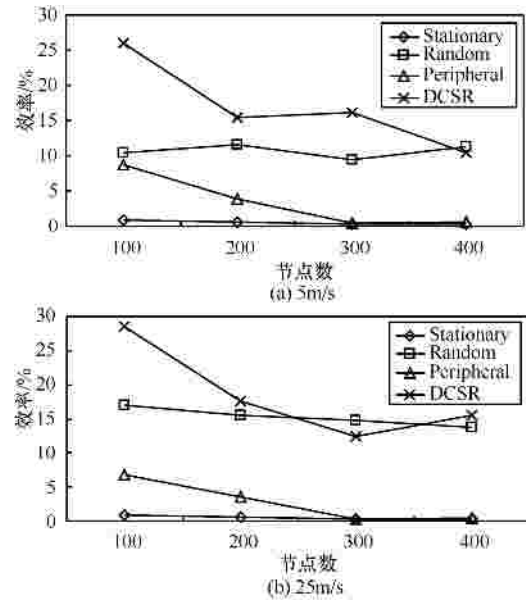 30
25
20
15
10
5
0
效率/%
Stationary
Random
Peripheral
DCSR
100 200 300 400
节点数
(a) 5m/s
30
25
20
15
10
5
0
效率/%
Stationary
Random
Peripheral
DCSR
100 200 300 400
节点数
(b) 25m/s